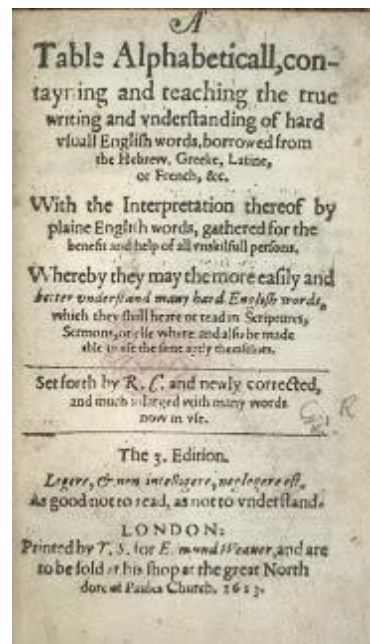 A
Table Alphabeticall, con-
tayning and teaching the true
writing and vnderstanding of hard
vsuall English words, borrowed from
the Hebrew, Greeke, Latine,
or French, &c.
With the Interpretation thereof by
plaine English words, gathered for the
benefit and help of all vnskilfull persons.
Whereby they may the more easily and
better vnderstand many hard English words,
which they shall heare or read in Scriptures,
Sermons, or else where and also be made
able to vse the same aptly themselues.
Set forth by R. C. and newly corrected,
and much inlarged with many words
now in vse.
The 3. Edition.
Legere, & non intelligere, neglegere est.
As good not to read, as not to vnderstand.
LONDON:
Printed by T. S. for Edmund Weauer, and are
to be sold at his shop at the great North
dore of Paules Church. 1613.